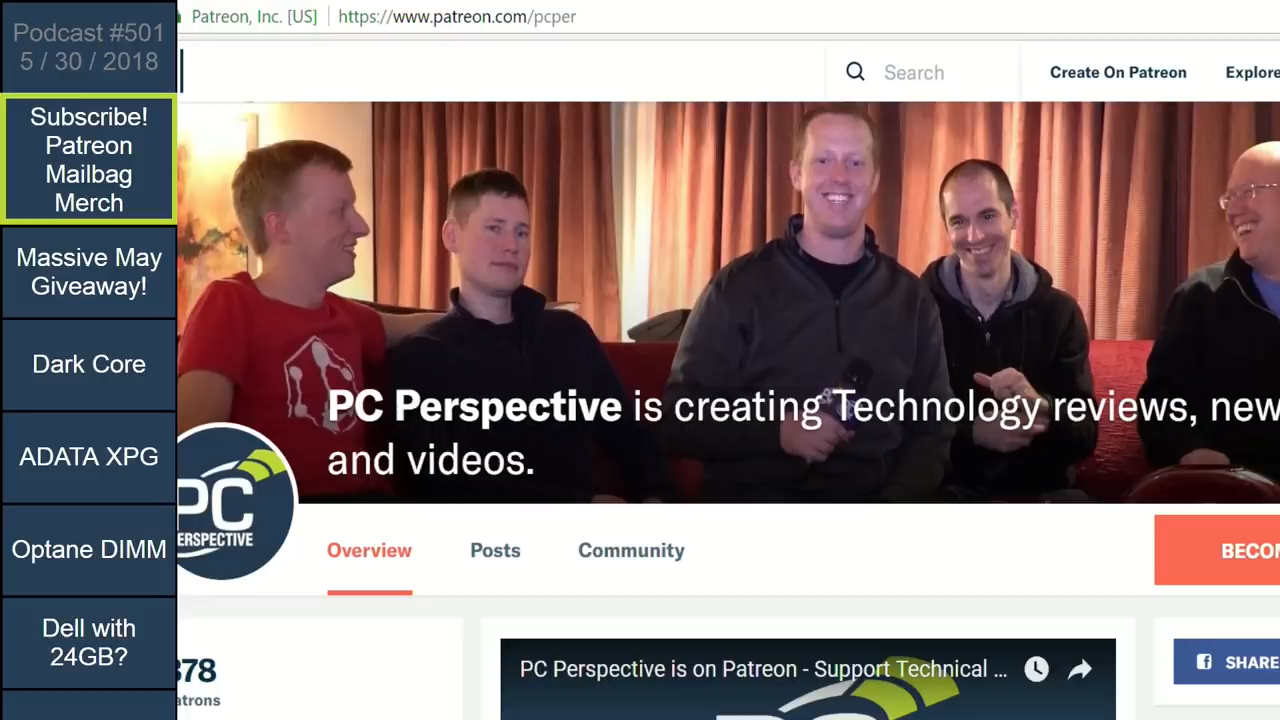 Podcast #501
5 / 30 / 2018
Subscribe!
Patreon
Mailbag
Merch
Massive May
Giveaway!
Dark Core
ADATA XPG
Optane DIMM
Dell with
24GB?
Patreon, Inc. [US]
https://www.patreon.com/pcper
Search
Create On Patreon
Explore
PC Perspective is creating Technology reviews, new
and videos.
PC
ERSPECTIVE
Overview
Posts
Community
BECOM
378
atrons
PC Perspective is on Patreon - Support Technical ...
SHARE